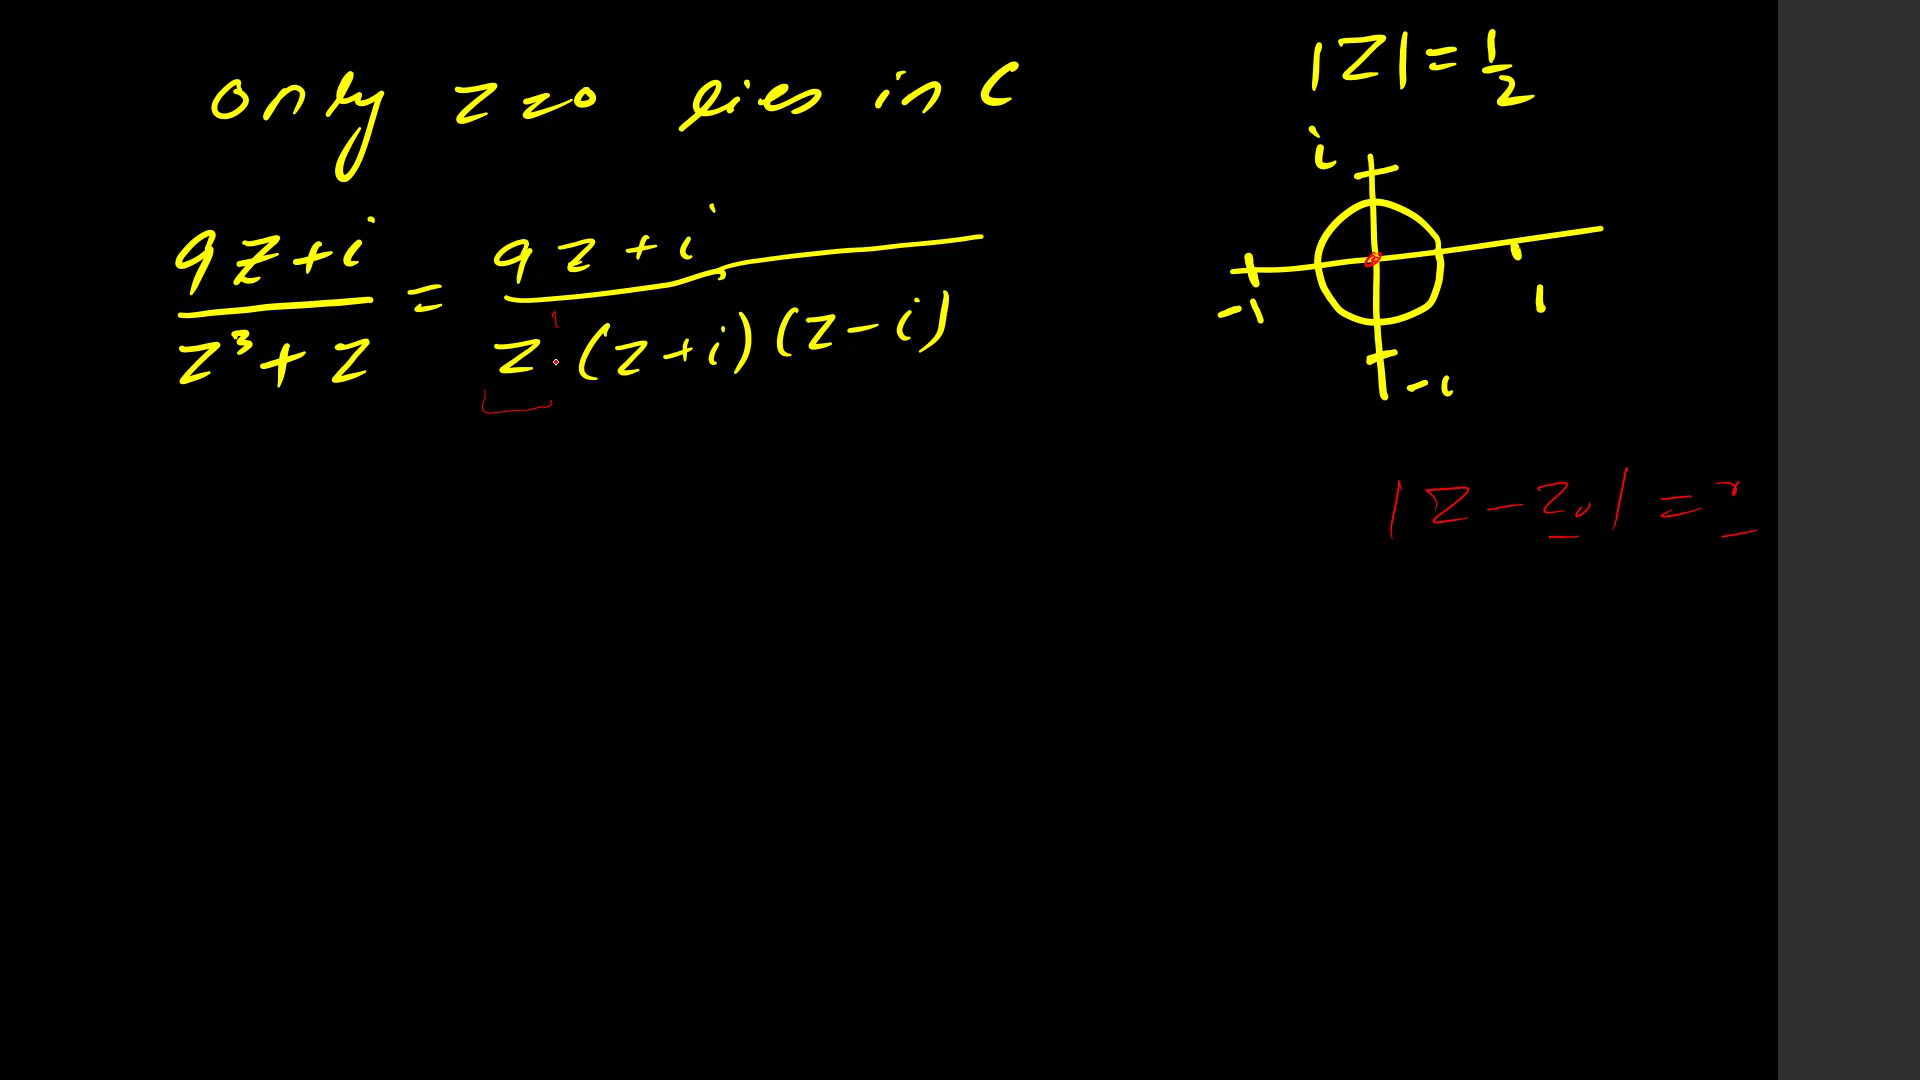 only z=0 lies in C
|Z| = 1/2
i
9z+i / z³+z = 9z+i / z·(z+i)(z-i)
-1
1
-i
|z - z₀| = r